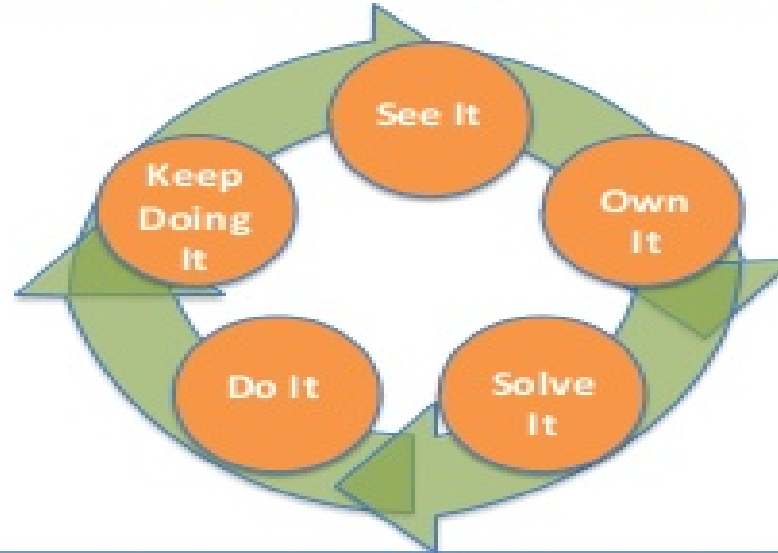 See It
Own
It
Solve
It
Do It
Keep
Doing
It